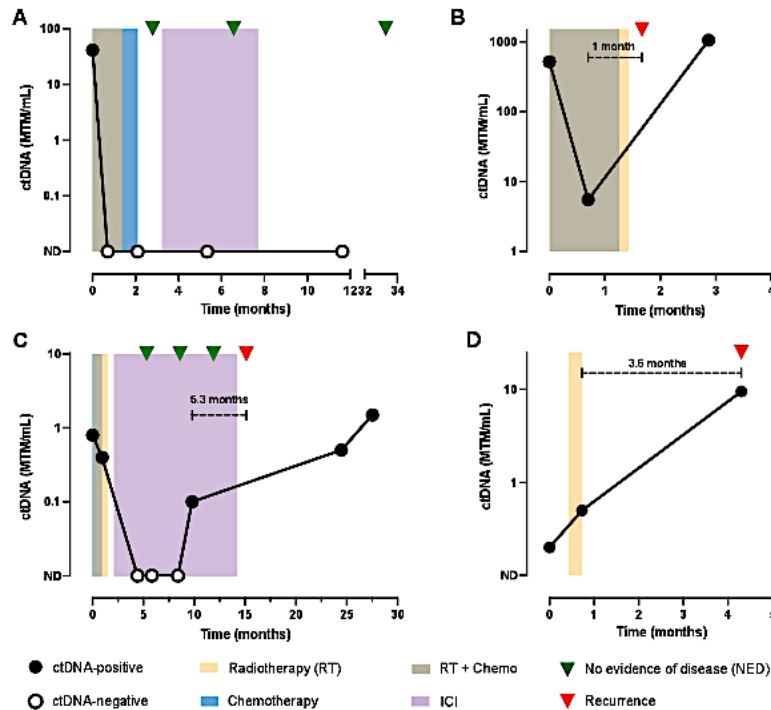 A
100
10
1
0.1
ND
ctDNA (MTM/mL)
0 2 4 6 8 10 12 32 34
Time (months)
B
1000
100
10
1
ctDNA (MTM/mL)
1 month
0 1 2 3 4
Time (months)
C
10
1
0.1
ND
ctDNA (MTM/mL)
5.3 months
0 5 10 15 20 25 30
Time (months)
D
10
1
ND
ctDNA (MTM/mL)
3.6 months
0 1 2 3 4 5
Time (months)
ctDNA-positive
Radiotherapy (RT)
RT + Chemo
No evidence of disease (NED)
ctDNA-negative
Chemotherapy
ICI
Recurrence